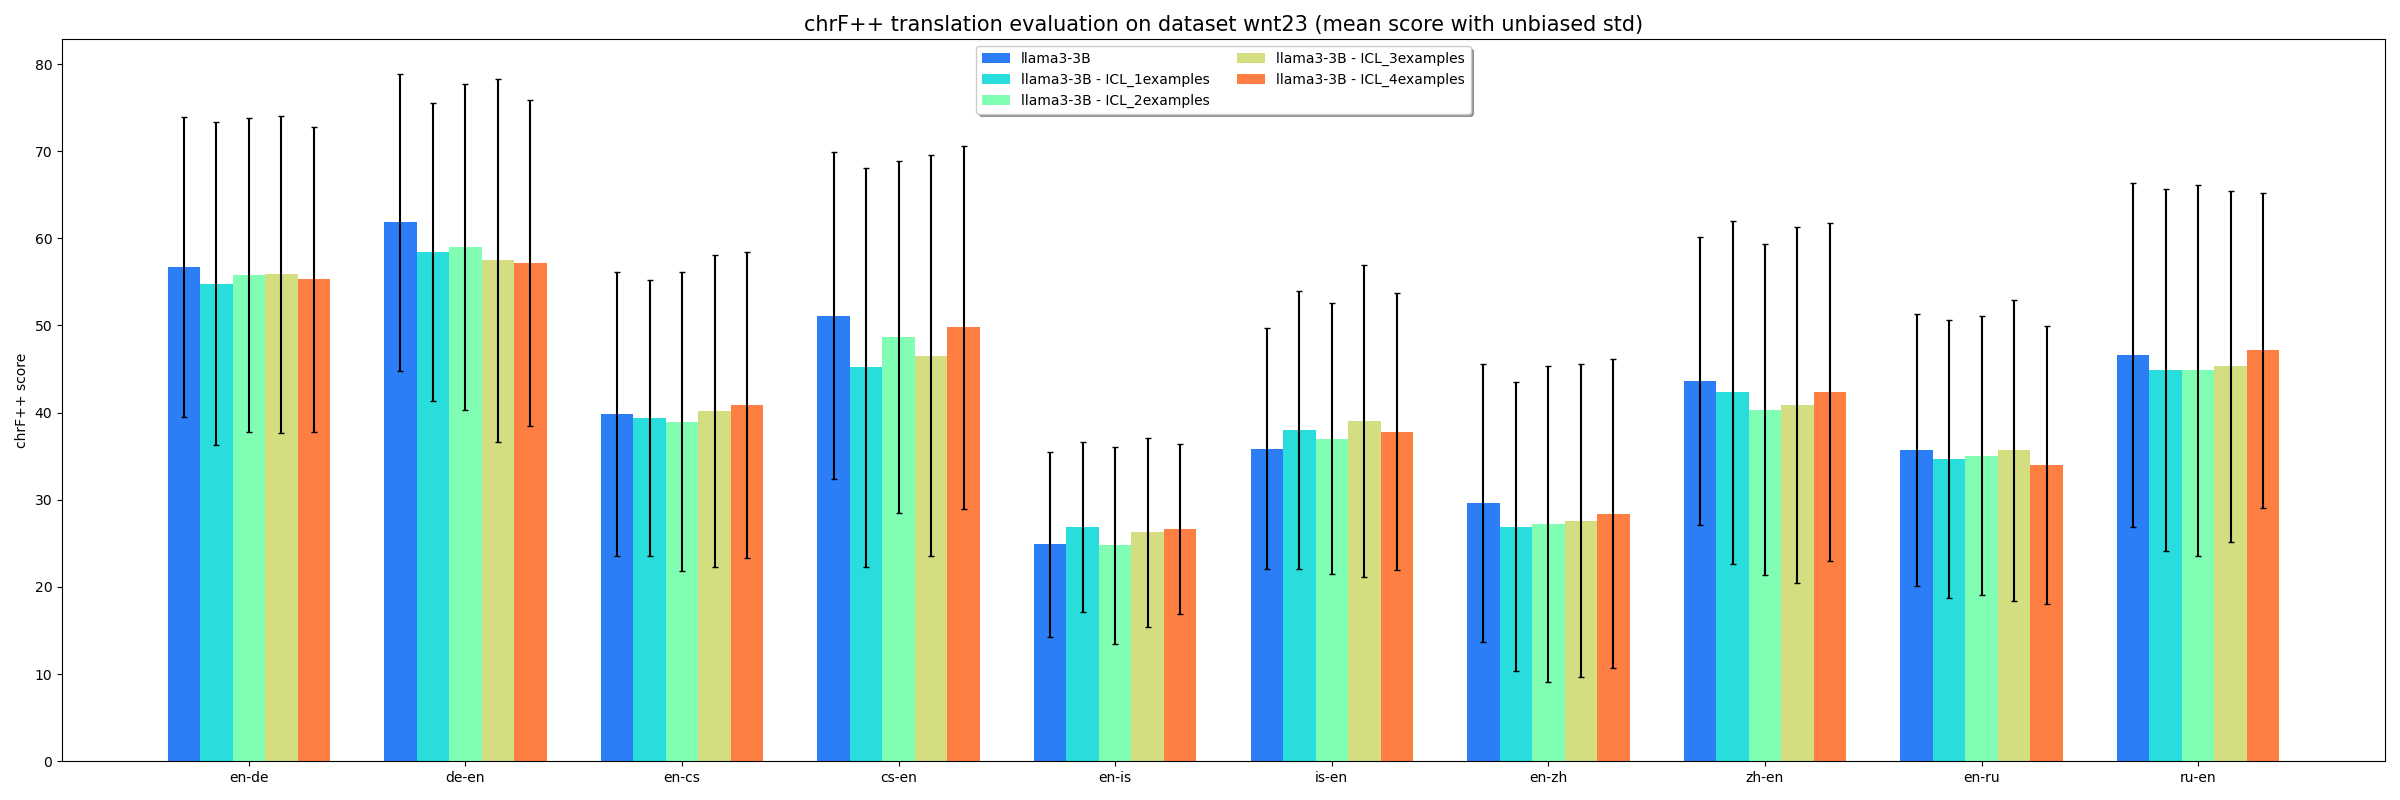 chrF++ translation evaluation on dataset wnt23 (mean score with unbiased std)
llama3-3B
llama3-3B - ICL_1examples
llama3-3B - ICL_2examples
llama3-3B - ICL_3examples
llama3-3B - ICL_4examples
chrF++ score
80
70
60
50
40
30
20
10
0
en-de de-en en-cs cs-en en-is is-en en-zh zh-en en-ru ru-en